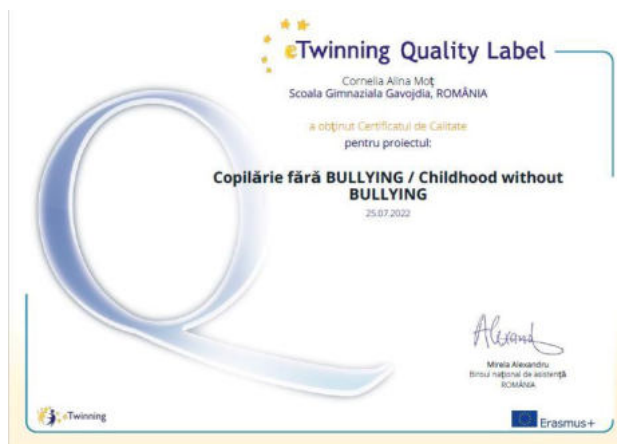 eTwinning Quality Label
Cornelia Alina Moț
Scoala Gimnaziala Gavojdia, ROMÂNIA
a obținut Certificatul de Calitate
pentru proiectul:
Copilărie fără BULLYING / Childhood without
BULLYING
25.07.2022
Alexand
Mirela Alexandru
Biroul național de asistență
ROMÂNIA
eTwinning
Erasmus+